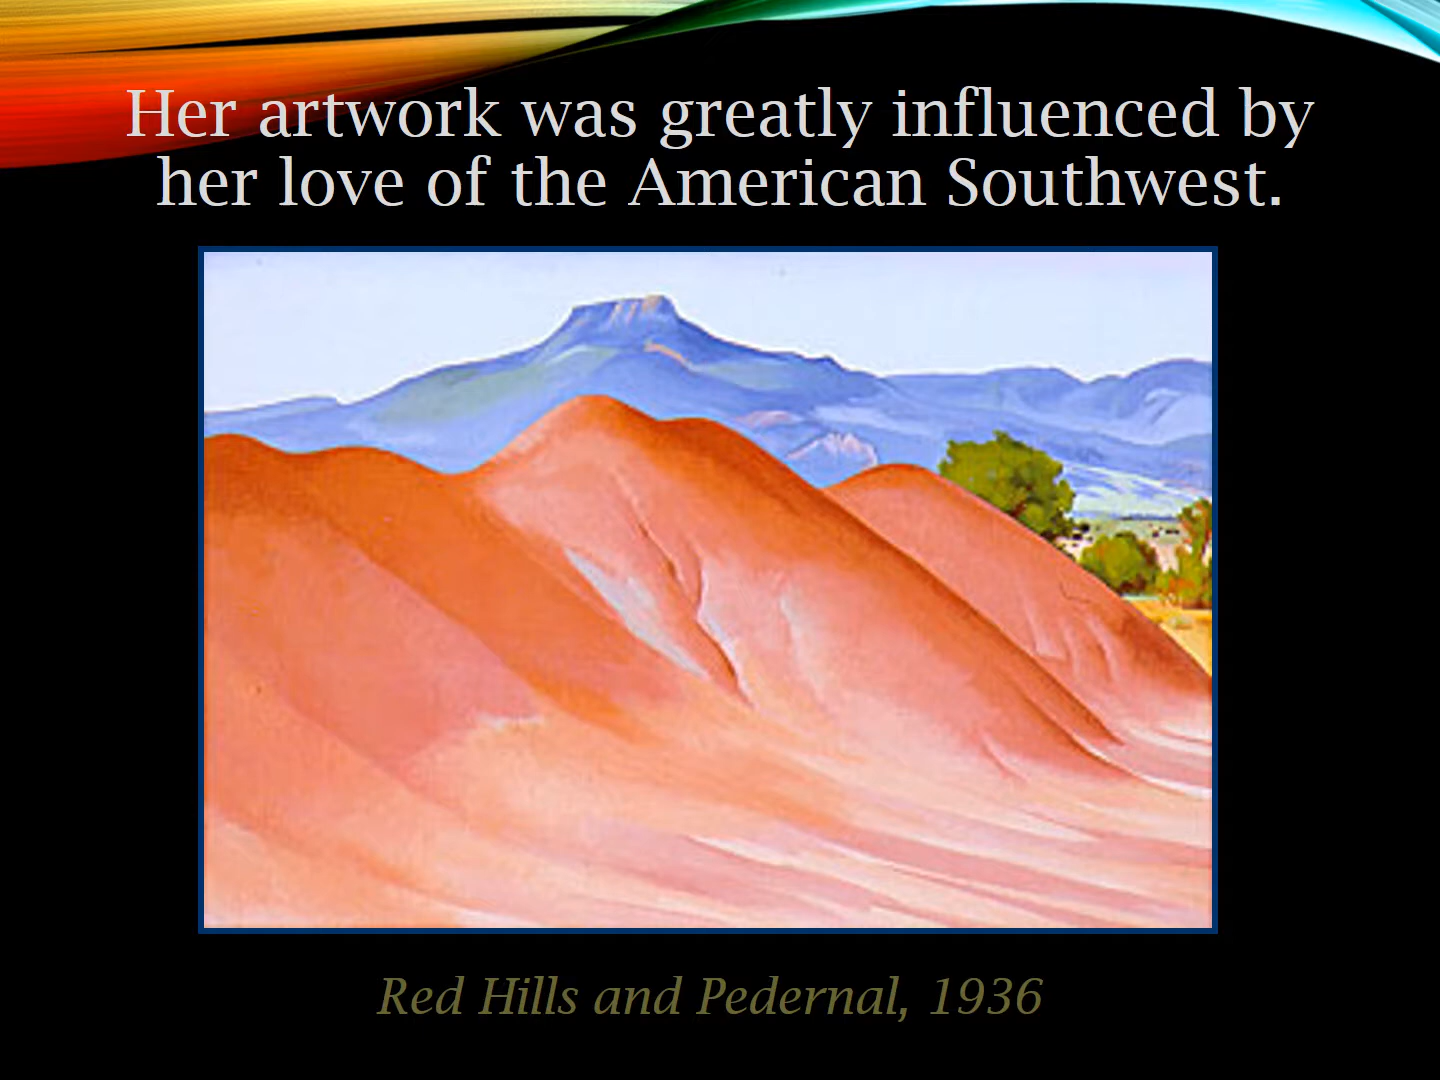 Her artwork was greatly influenced by
her love of the American Southwest.
Red Hills and Pedernal, 1936